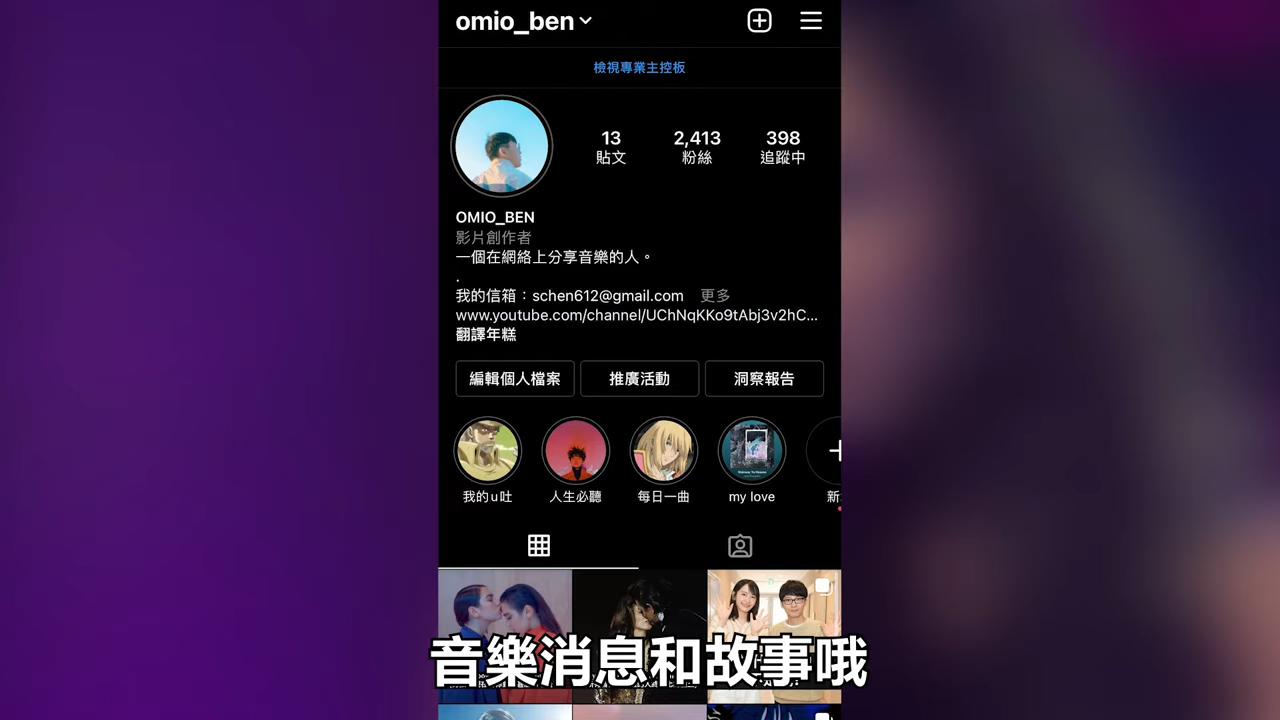 omio_ben
檢視專業主控板
13 2,413 398
貼文 粉絲 追蹤中
OMIO_BEN
影片創作者
一個在網絡上分享音樂的人。
.
我的信箱：schen612@gmail.com 更多
www.youtube.com/channel/UChNqKKo9tAbj3v2hC...
翻譯年糕
編輯個人檔案 推廣活動 洞察報告
我的u吐 人生必聽 每日一曲 my love 新
音樂消息和故事哦